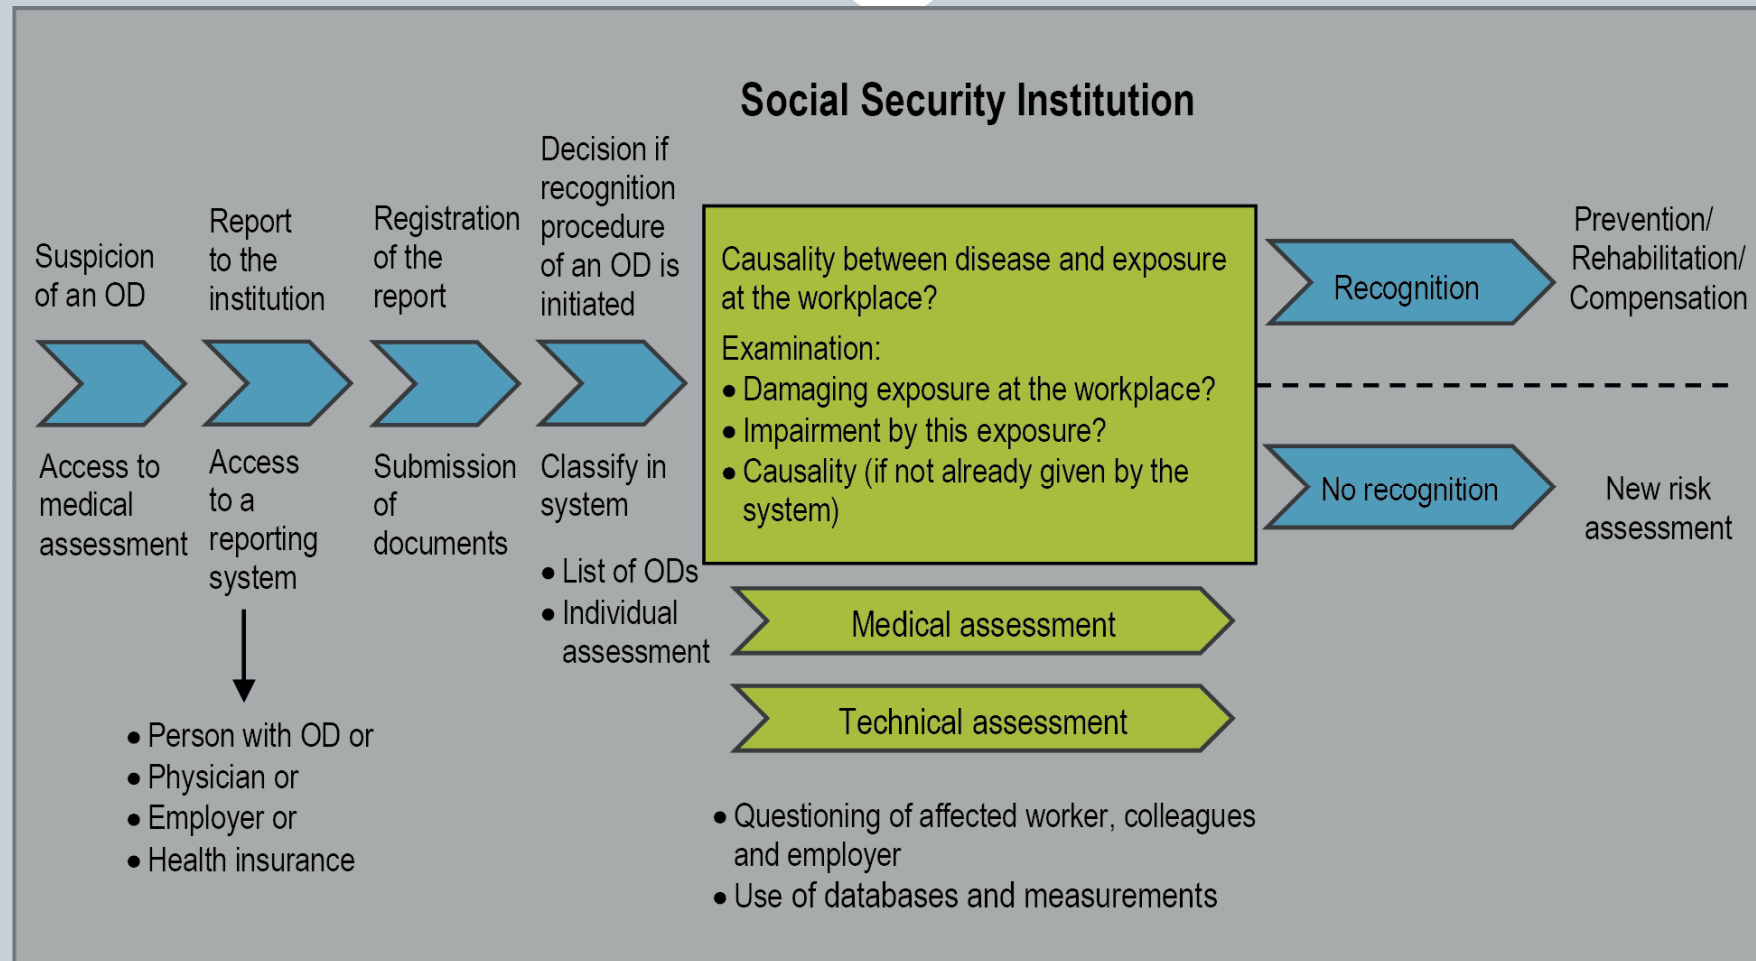 Social Security Institution
Suspicion
of an OD
Access to
medical
assessment
Report
to the
institution
Access
to a
reporting
system
• Person with OD or
• Physician or
• Employer or
• Health insurance
Registration
of the
report
Submission
of
documents
Decision if
recognition
procedure
of an OD is
initiated
Classify in
system
• List of ODs
• Individual
assessment
Causality between disease and exposure
at the workplace?
Examination:
• Damaging exposure at the workplace?
• Impairment by this exposure?
• Causality (if not already given by the
system)
Medical assessment
Technical assessment
• Questioning of affected worker, colleagues
and employer
• Use of databases and measurements
Recognition
Prevention/
Rehabilitation/
Compensation
No recognition
New risk
assessment